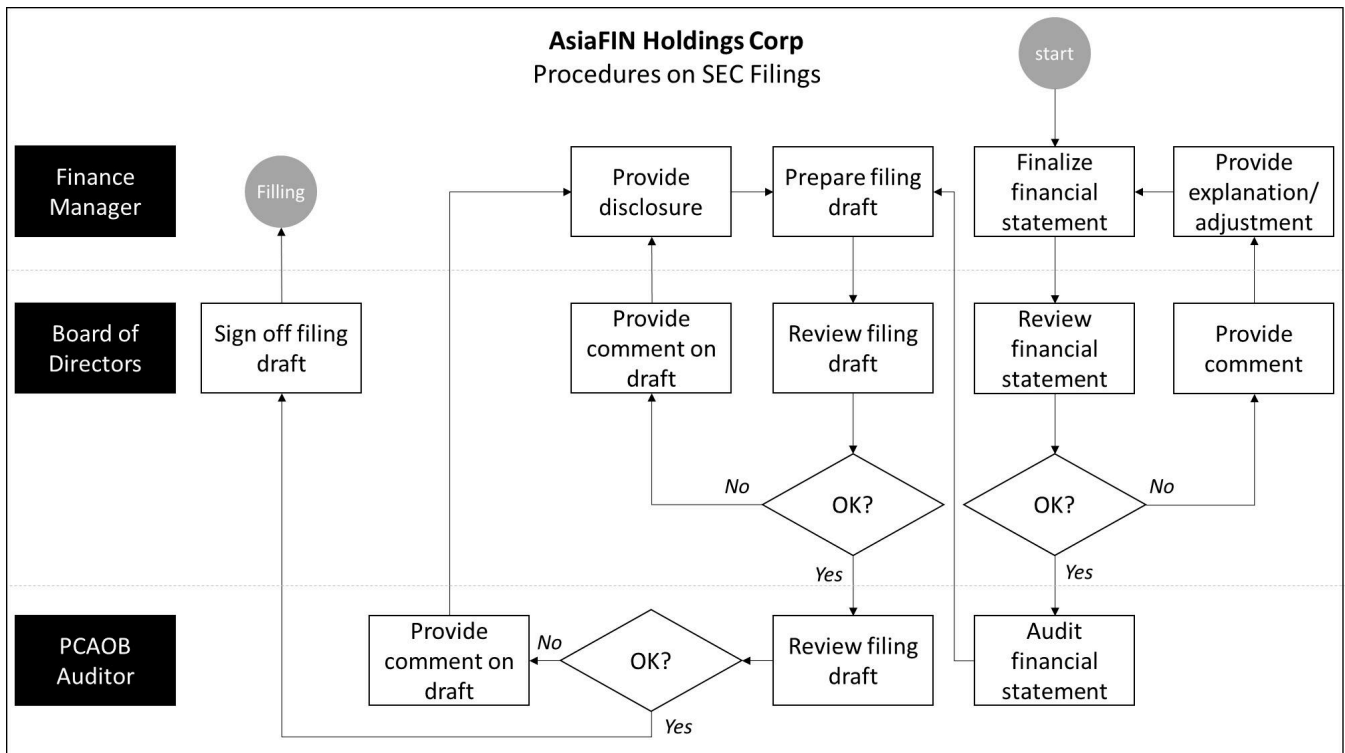 AsiaFIN Holdings Corp
Procedures on SEC Filings
start
Finance
Manager
Filling
Provide
disclosure
Prepare filing
draft
Finalize
financial
statement
Provide
explanation/
adjustment
Board of
Directors
Sign off filing
draft
Provide
comment on
draft
Review filing
draft
Review
financial
statement
Provide
comment
No
OK?
OK?
No
Yes
Yes
PCAOB
Auditor
Provide
comment on
draft
No
OK?
Review filing
draft
Audit
financial
statement
Yes